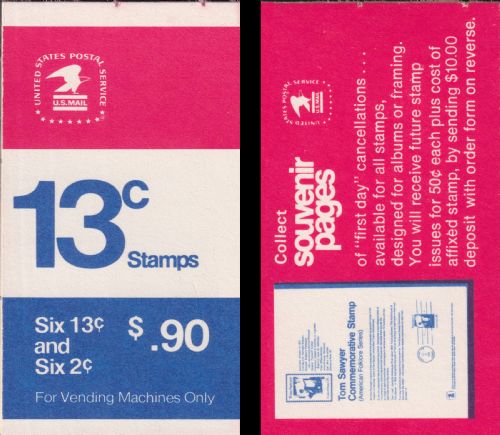 UNITED STATES POSTAL SERVICE
U.S.MAIL
13c
Stamps
Six 13¢
and
Six 2¢
$.90
For Vending Machines Only
UNITED STATES POSTAL SERVICE
U.S.MAIL
Collect
souvenir
pages
of "first day" cancellations . . .
available for all stamps,
designed for albums or framing.
You will receive future stamp
issues for 50¢ each plus cost of
affixed stamp, by sending $10.00
deposit with order form on reverse.
Tom Sawyer
Commemorative Stamp
(American Folklore Series)